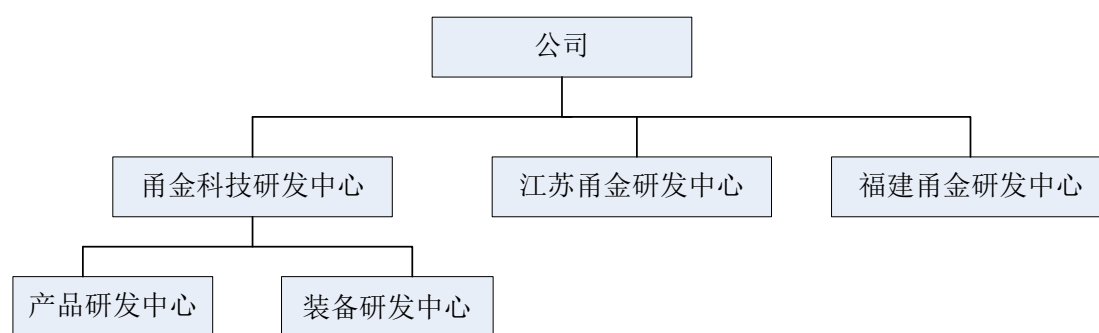 公司
甬金科技研发中心
江苏甬金研发中心
福建甬金研发中心
产品研发中心
装备研发中心